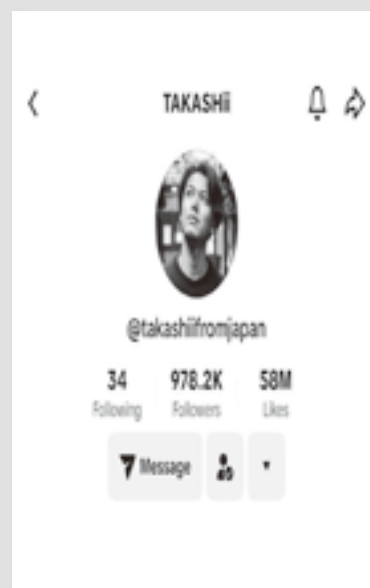 TAKASHii
@takashiifromjapan
34 978.2K 58M
Following Followers Likes
Message